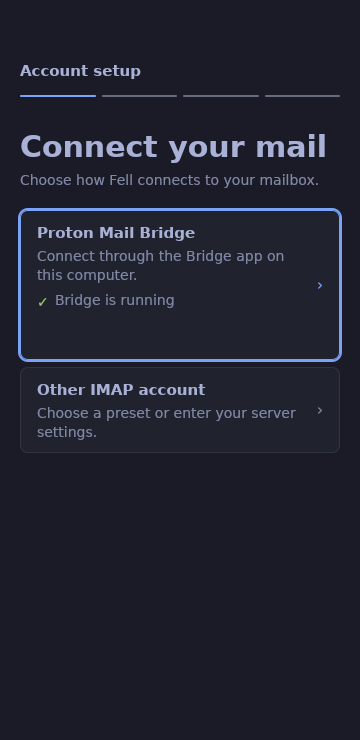 Account setup
Connect your mail
Choose how Fell connects to your mailbox.
Proton Mail Bridge
Connect through the Bridge app on
this computer.
✓ Bridge is running
›
Other IMAP account
Choose a preset or enter your server
settings.
›